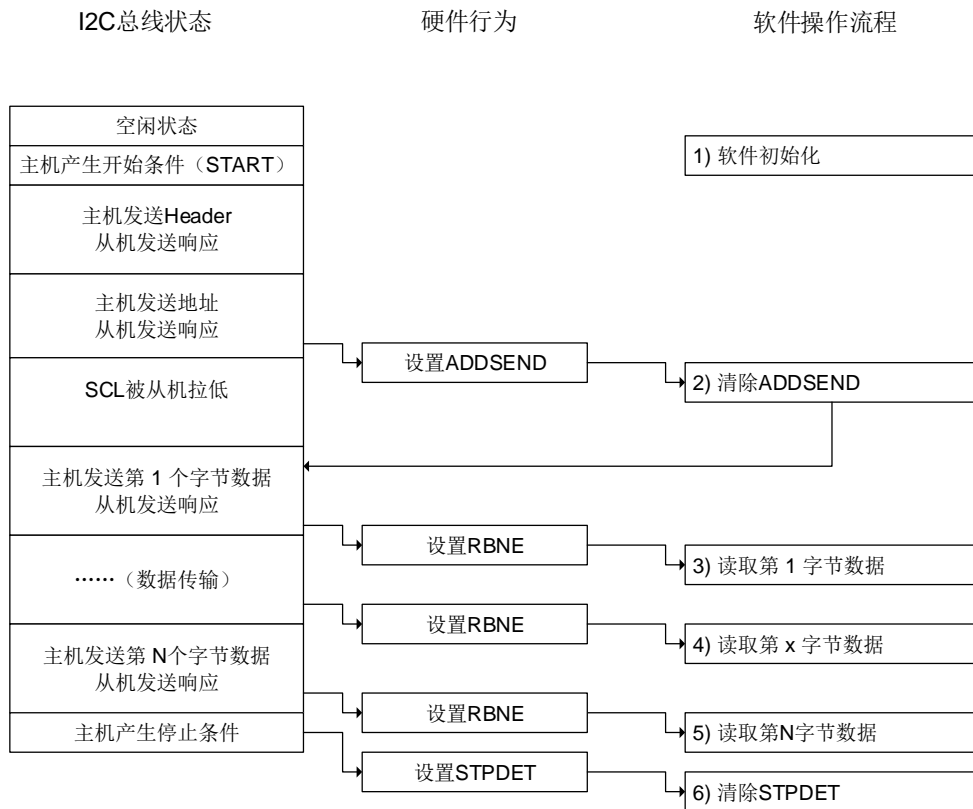 I2C总线状态
硬件行为
软件操作流程
空闲状态
主机产生开始条件（START）
1) 软件初始化
主机发送Header
从机发送响应
主机发送地址
从机发送响应
设置ADDSEND
2) 清除ADDSEND
SCL被从机拉低
主机发送第 1 个字节数据
从机发送响应
设置RBNE
3) 读取第 1 字节数据
……（数据传输）
设置RBNE
4) 读取第 x 字节数据
主机发送第 N个字节数据
从机发送响应
设置RBNE
5) 读取第N字节数据
主机产生停止条件
设置STPDET
6) 清除STPDET